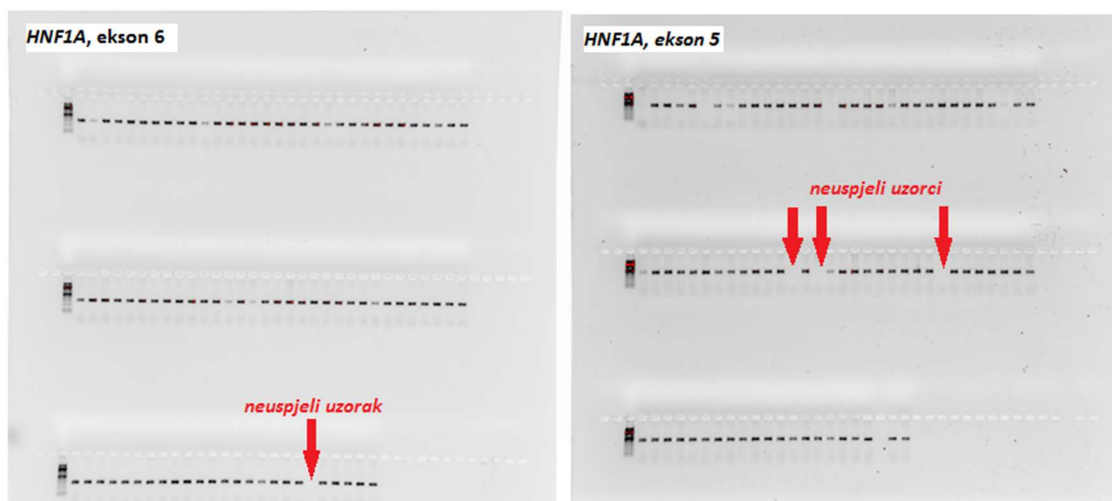 HNF1A, ekson 6
neuspjeli uzorak
HNF1A, ekson 5
neuspjeli uzorci